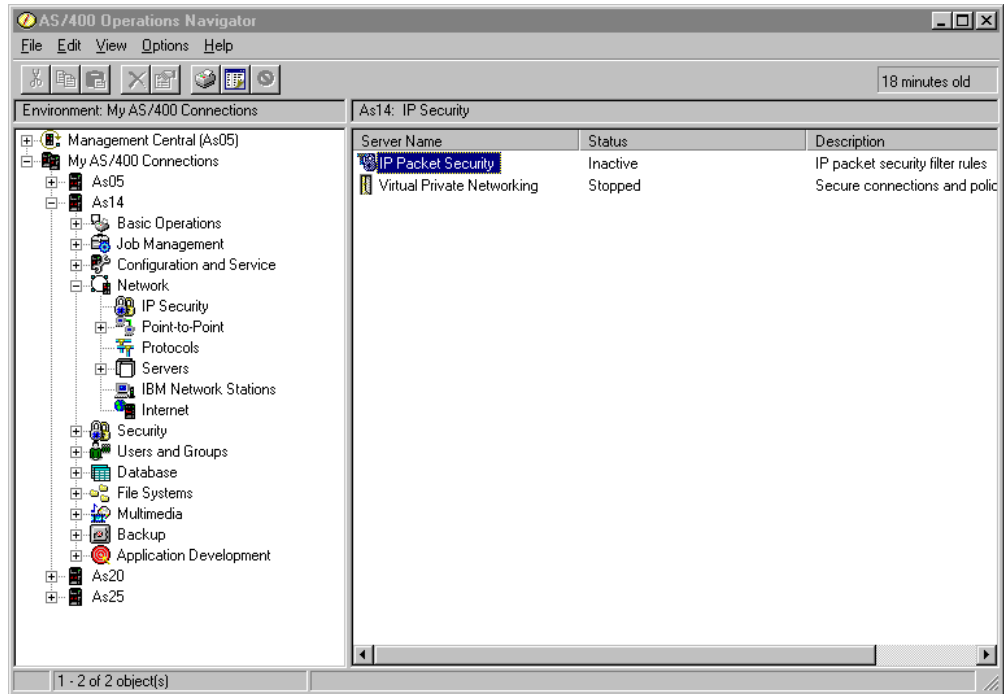 AS/400 Operations Navigator
File Edit View Options Help
18 minutes old
Environment: My AS/400 Connections
As14: IP Security
Management Central (As05)
My AS/400 Connections
As05
As14
Basic Operations
Job Management
Configuration and Service
Network
IP Security
Point-to-Point
Protocols
Servers
IBM Network Stations
Internet
Security
Users and Groups
Database
File Systems
Multimedia
Backup
Application Development
As20
As25
Server Name Status Description
IP Packet Security Inactive IP packet security filter rules
Virtual Private Networking Stopped Secure connections and polic
1 - 2 of 2 object(s)